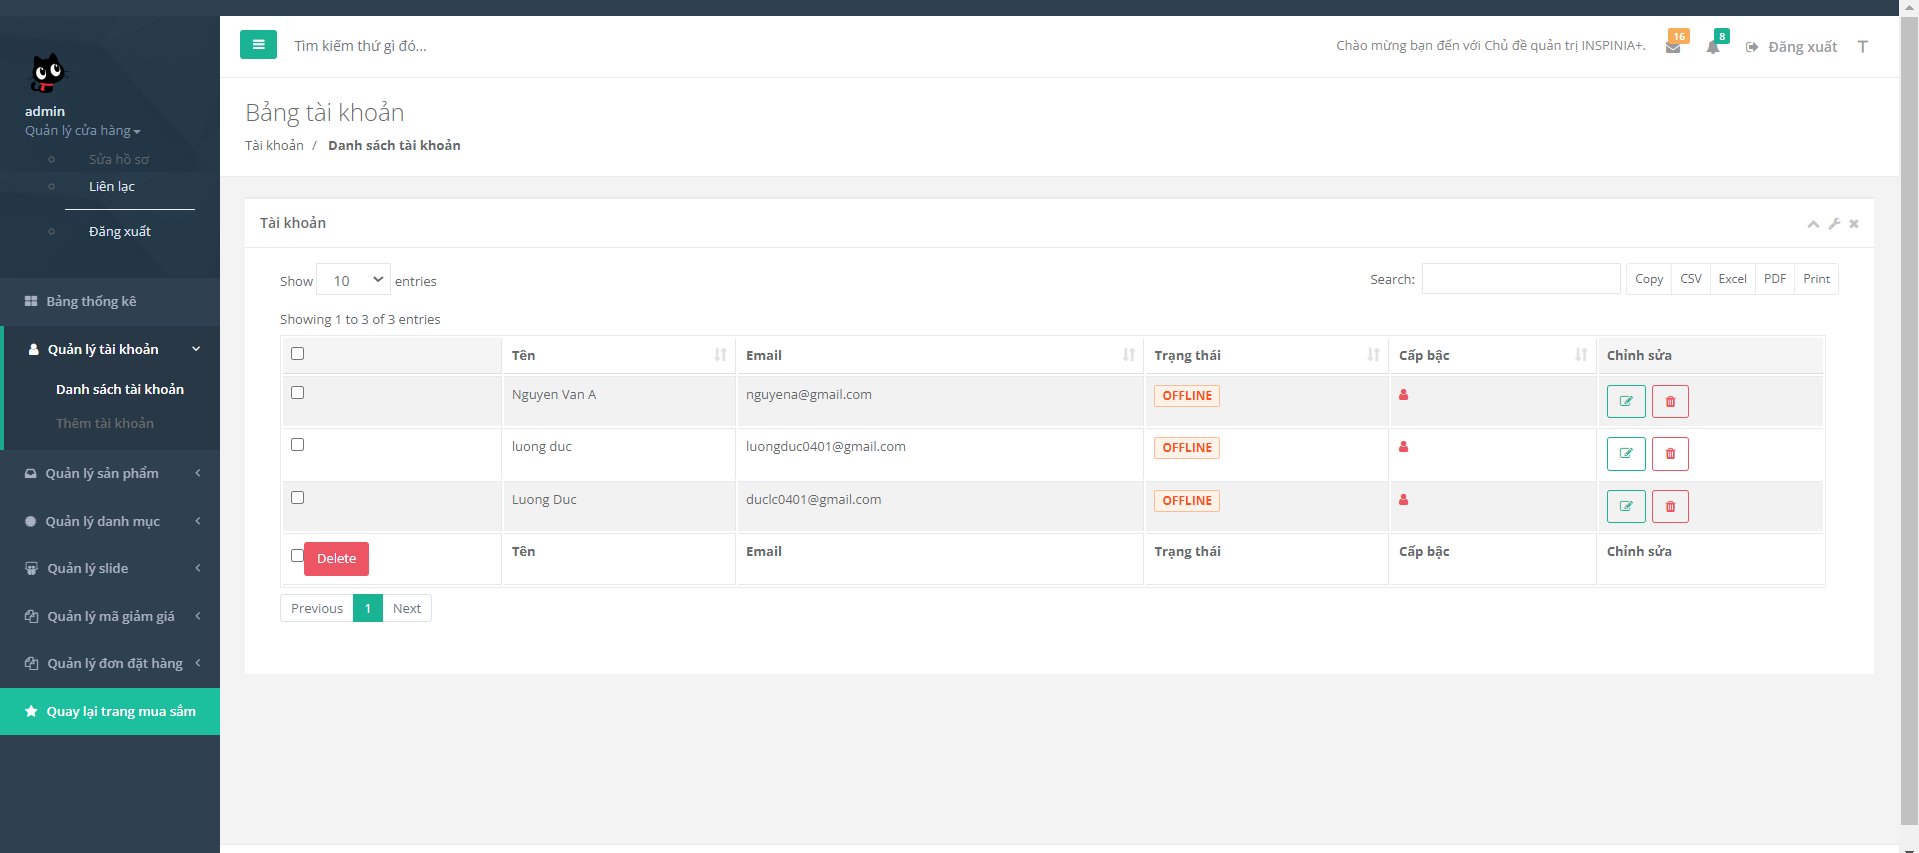 admin
Quản lý cửa hàng
Sửa hồ sơ
Liên lạc
Đăng xuất
Bảng thống kê
Quản lý tài khoản
Danh sách tài khoản
Thêm tài khoản
Quản lý sản phẩm
Quản lý danh mục
Quản lý slide
Quản lý mã giảm giá
Quản lý đơn đặt hàng
Quay lại trang mua sắm
Tìm kiếm thứ gì đó...
Chào mừng bạn đến với Chủ đề quản trị INSPINIA+. 16 8 Đăng xuất
Bảng tài khoản
Tài khoản / Danh sách tài khoản
Tài khoản
Show 10 entries
Search: Copy CSV Excel PDF Print
Showing 1 to 3 of 3 entries
Tên Email Trạng thái Cấp bậc Chỉnh sửa
Nguyen Van A nguyena@gmail.com OFFLINE
luong duc luongduc0401@gmail.com OFFLINE
Luong Duc duclc0401@gmail.com OFFLINE
Delete Tên Email Trạng thái Cấp bậc Chỉnh sửa
Previous 1 Next